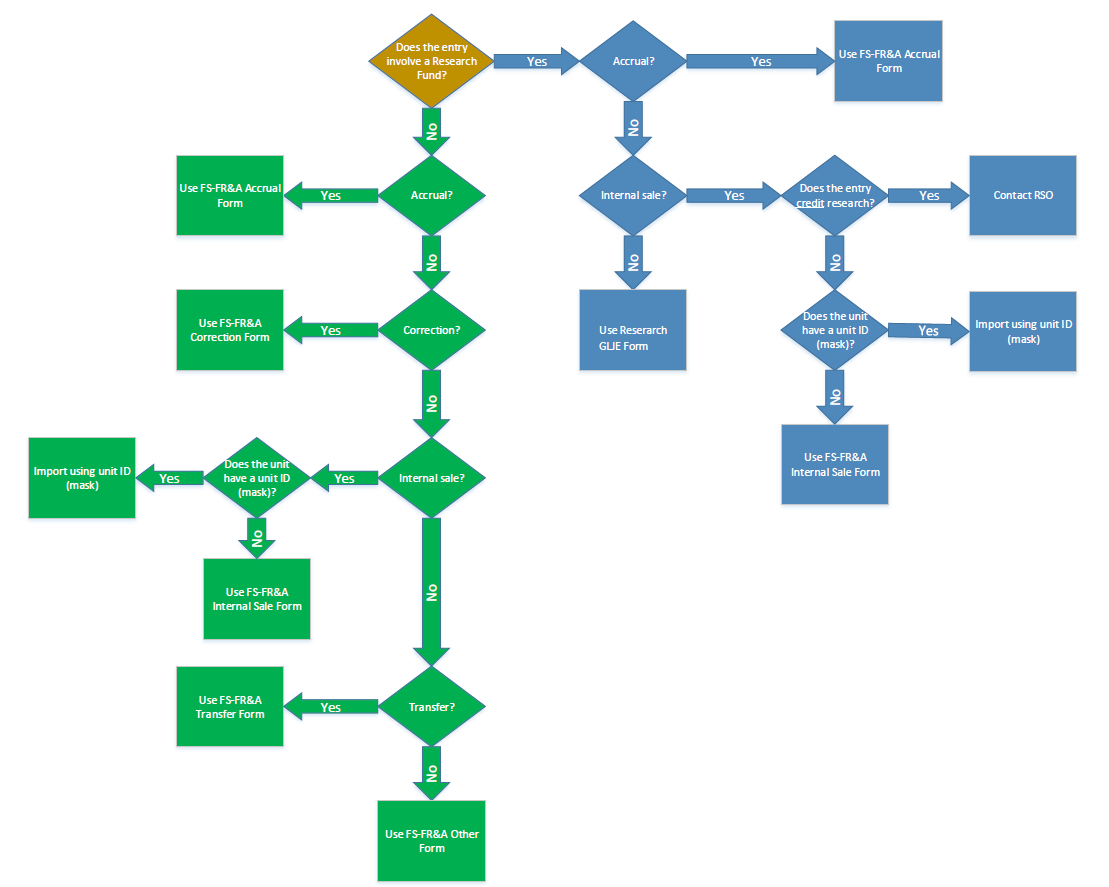 Does the entry
involve a Research
Fund?
Yes
Accrual?
Yes
Use FS-FR&A Accrual
Form
No
No
Use FS-FR&A Accrual
Form
Yes
Accrual?
Internal sale?
Yes
Does the entry
credit research?
Yes
Contact RSO
No
No
No
Use FS-FR&A
Correction Form
Yes
Correction?
Use Reserarch
GLJE Form
Does the unit
have a unit ID
(mask)?
Yes
Import using unit ID
(mask)
No
No
Import using unit ID
(mask)
Yes
Does the unit
have a unit ID
(mask)?
Yes
Internal sale?
Use FS-FR&A
Internal Sale Form
No
No
Use FS-FR&A
Internal Sale Form
Use FS-FR&A
Transfer Form
Yes
Transfer?
No
Use FS-FR&A Other
Form